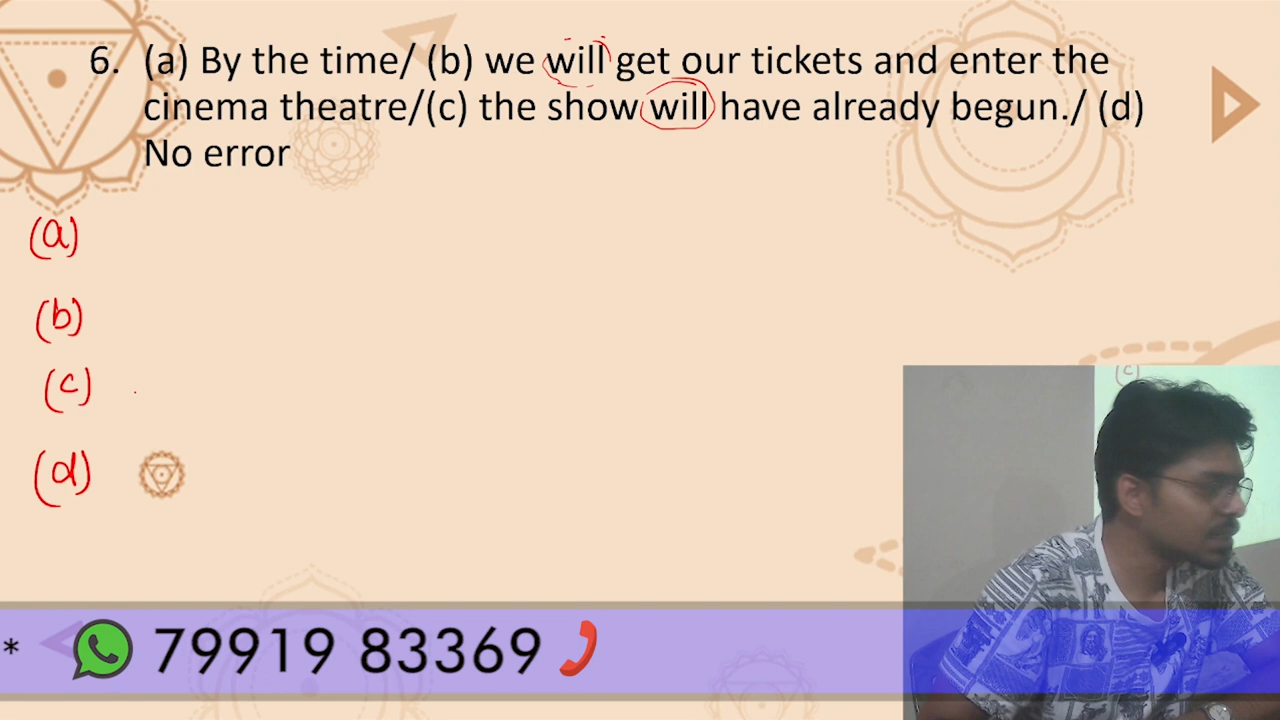 6. (a) By the time/ (b) we will get our tickets and enter the
cinema theatre/(c) the show will have already begun./ (d)
No error
(a)
(b)
(c)
(d)
(c)
* 79919 83369